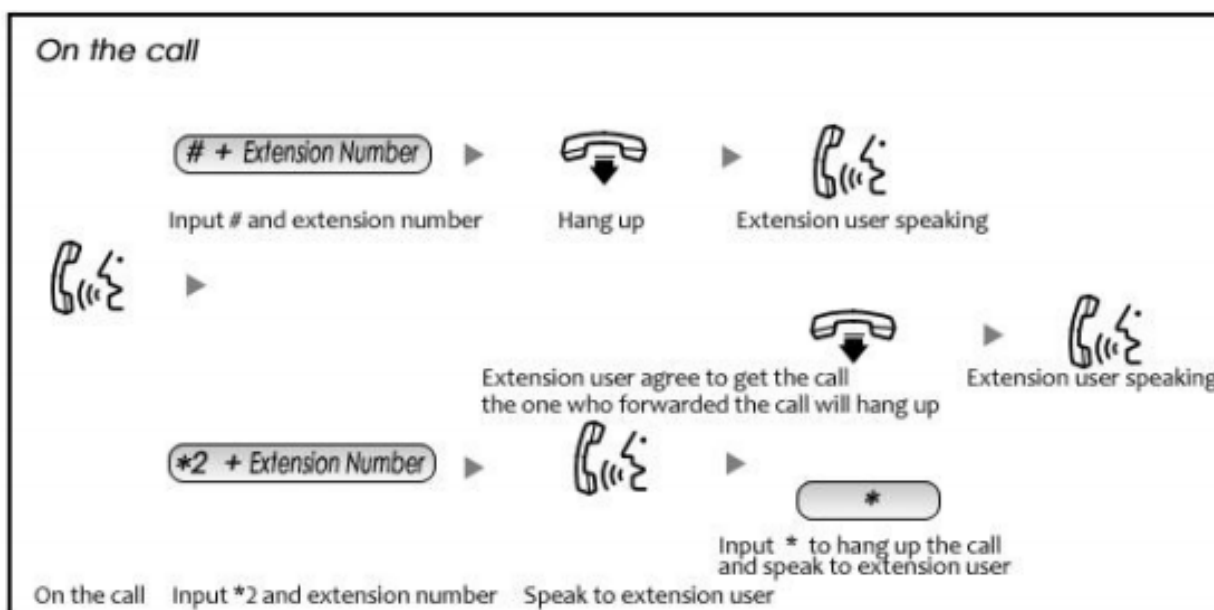 On the call
# + Extension Number
Input # and extension number
Hang up
Extension user speaking
Extension user agree to get the call
the one who forwarded the call will hang up
Extension user speaking
*2 + Extension Number
*
Input * to hang up the call
and speak to extension user
On the call
Input *2 and extension number
Speak to extension user